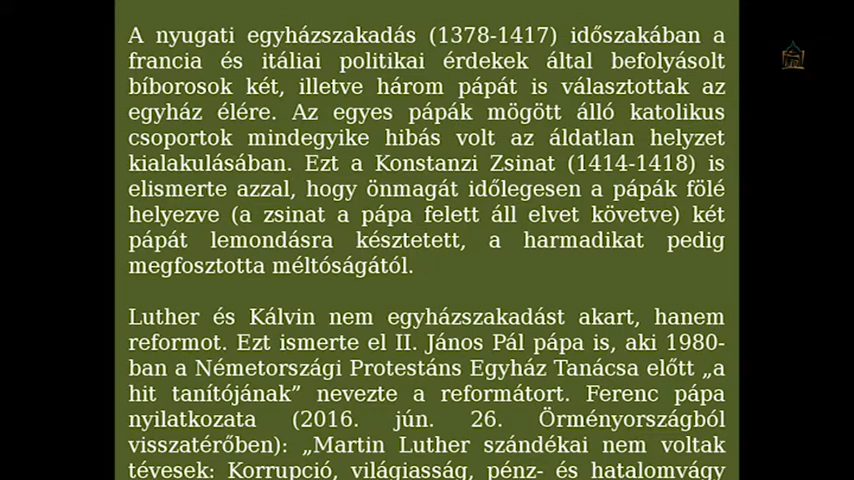 A nyugati egyházszakadás (1378-1417) időszakában a
francia és itáliai politikai érdekek által befolyásolt
bíborosok két, illetve három pápát is választottak az
egyház élére. Az egyes pápák mögött álló katolikus
csoportok mindegyike hibás volt az áldatlan helyzet
kialakulásában. Ezt a Konstanzi Zsinat (1414-1418) is
elismerte azzal, hogy önmagát időlegesen a pápák fölé
helyezve (a zsinat a pápa felett áll elvet követve) két
pápát lemondásra késztetett, a harmadikat pedig
megfosztotta méltóságától.
Luther és Kálvin nem egyházszakadást akart, hanem
reformot. Ezt ismerte el II. János Pál pápa is, aki 1980-
ban a Németországi Protestáns Egyház Tanácsa előtt „a
hit tanítójának” nevezte a reformátort. Ferenc pápa
nyilatkozata (2016. jún. 26. Örményországból
visszatérőben): „Martin Luther szándékai nem voltak
tévesek: Korrupció, világiasság, pénz- és hatalomvágy